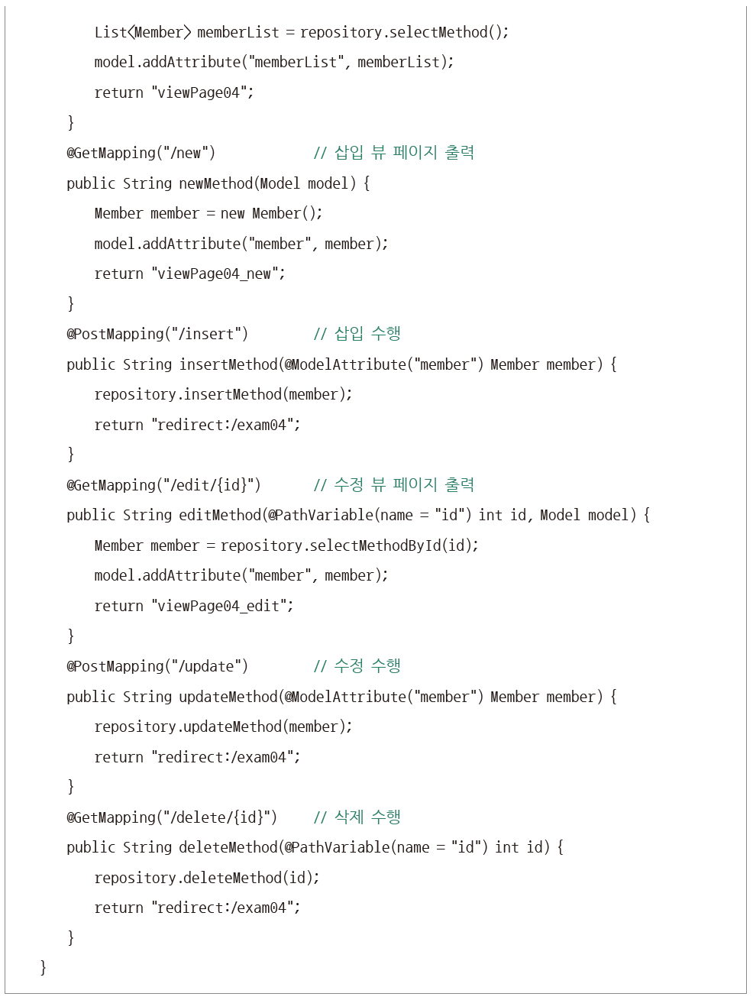 List<Member> memberList = repository.selectMethod();
model.addAttribute("memberList", memberList);
return "viewPage04";
}
@GetMapping("/new") // 삽입 뷰 페이지 출력
public String newMethod(Model model) {
Member member = new Member();
model.addAttribute("member", member);
return "viewPage04_new";
}
@PostMapping("/insert") // 삽입 수행
public String insertMethod(@ModelAttribute("member") Member member) {
repository.insertMethod(member);
return "redirect:/exam04";
}
@GetMapping("/edit/{id}") // 수정 뷰 페이지 출력
public String editMethod(@PathVariable(name = "id") int id, Model model) {
Member member = repository.selectMethodById(id);
model.addAttribute("member", member);
return "viewPage04_edit";
}
@PostMapping("/update") // 수정 수행
public String updateMethod(@ModelAttribute("member") Member member) {
repository.updateMethod(member);
return "redirect:/exam04";
}
@GetMapping("/delete/{id}") // 삭제 수행
public String deleteMethod(@PathVariable(name = "id") int id) {
repository.deleteMethod(id);
return "redirect:/exam04";
}
}